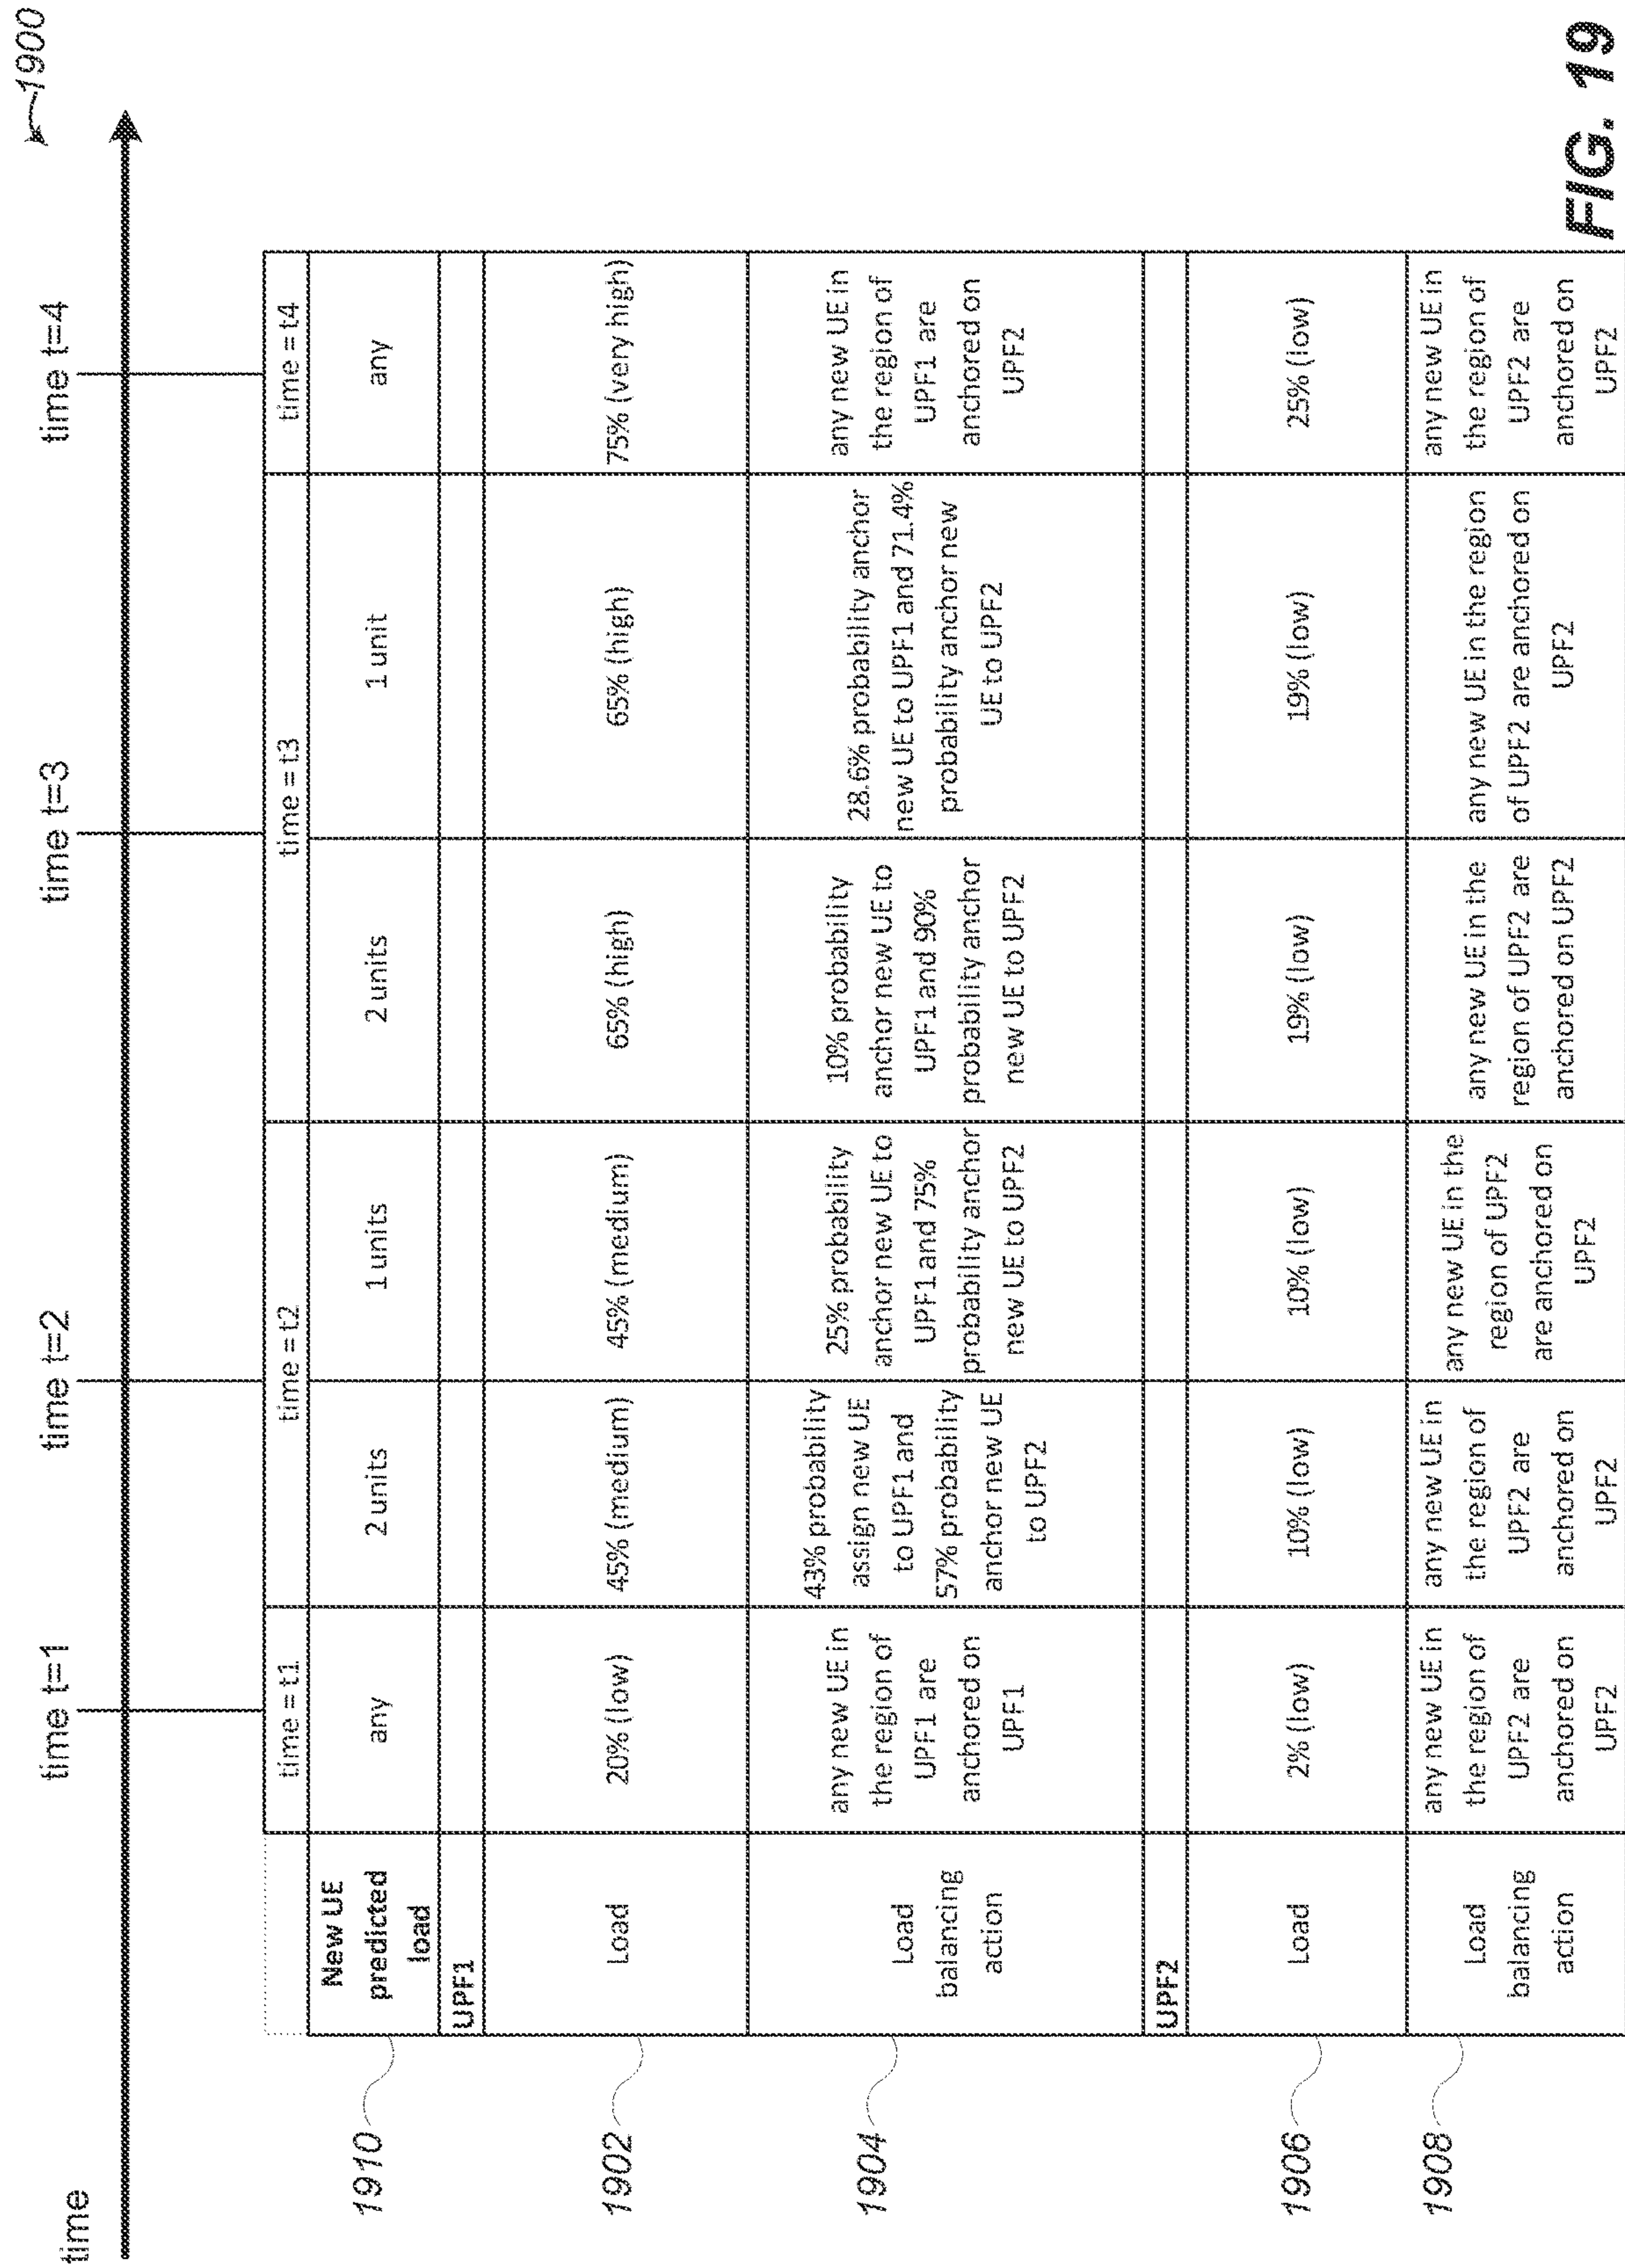 1900
time
time t=1
time t=2
time t=3
time t=4
time = t1
time = t2
time = t3
time = t4
1910
New UE
predicted
load
any
2 units
1 units
2 units
1 unit
any
UPF1
1902
Load
20% (low)
45% (medium)
45% (medium)
65% (high)
65% (high)
75% (very high)
1904
Load
balancing
action
any new UE in
the region of
UPF1 are
anchored on
UPF1
43% probability
assign new UE
to UPF1 and
57% probability
anchor new UE
to UPF2
25% probability
anchor new UE to
UPF1 and 75%
probability anchor
new UE to UPF2
10% probability
anchor new UE to
UPF1 and 90%
probability anchor
new UE to UPF2
28.6% probability anchor
new UE to UPF1 and 71.4%
probability anchor new
UE to UPF2
any new UE in
the region of
UPF1 are
anchored on
UPF2
UPF2
1906
Load
2% (low)
10% (low)
10% (low)
19% (low)
19% (low)
25% (low)
1908
Load
balancing
action
any new UE in
the region of
UPF2 are
anchored on
UPF2
any new UE in
the region of
UPF2 are
anchored on
UPF2
any new UE in the
region of UPF2
are anchored on
UPF2
any new UE in the
region of UPF2 are
anchored on UPF2
any new UE in the region
of UPF2 are anchored on
UPF2
any new UE in
the region of
UPF2 are
anchored on
UPF2
FIG. 19